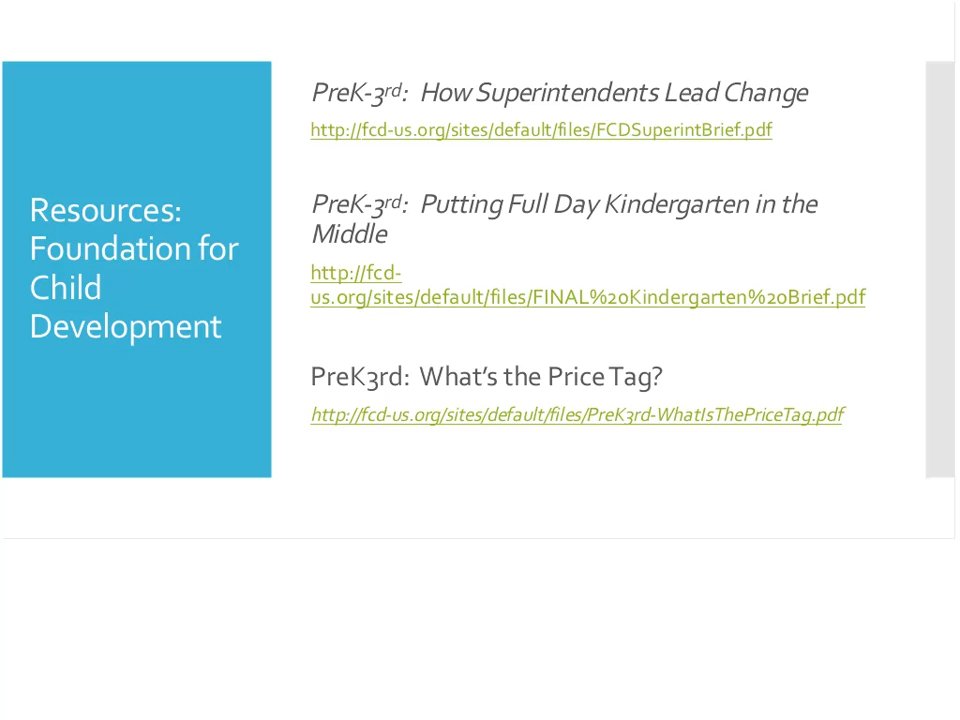 Resources:
Foundation for
Child
Development
PreK-3rd:  How Superintendents Lead Change
http://fcd-us.org/sites/default/files/FCDSuperintBrief.pdf
PreK-3rd:  Putting Full Day Kindergarten in the
Middle
http://fcd-
us.org/sites/default/files/FINAL%20Kindergarten%20Brief.pdf
PreK3rd:  What’s the Price Tag?
http://fcd-us.org/sites/default/files/PreK3rd-WhatIsThePriceTag.pdf